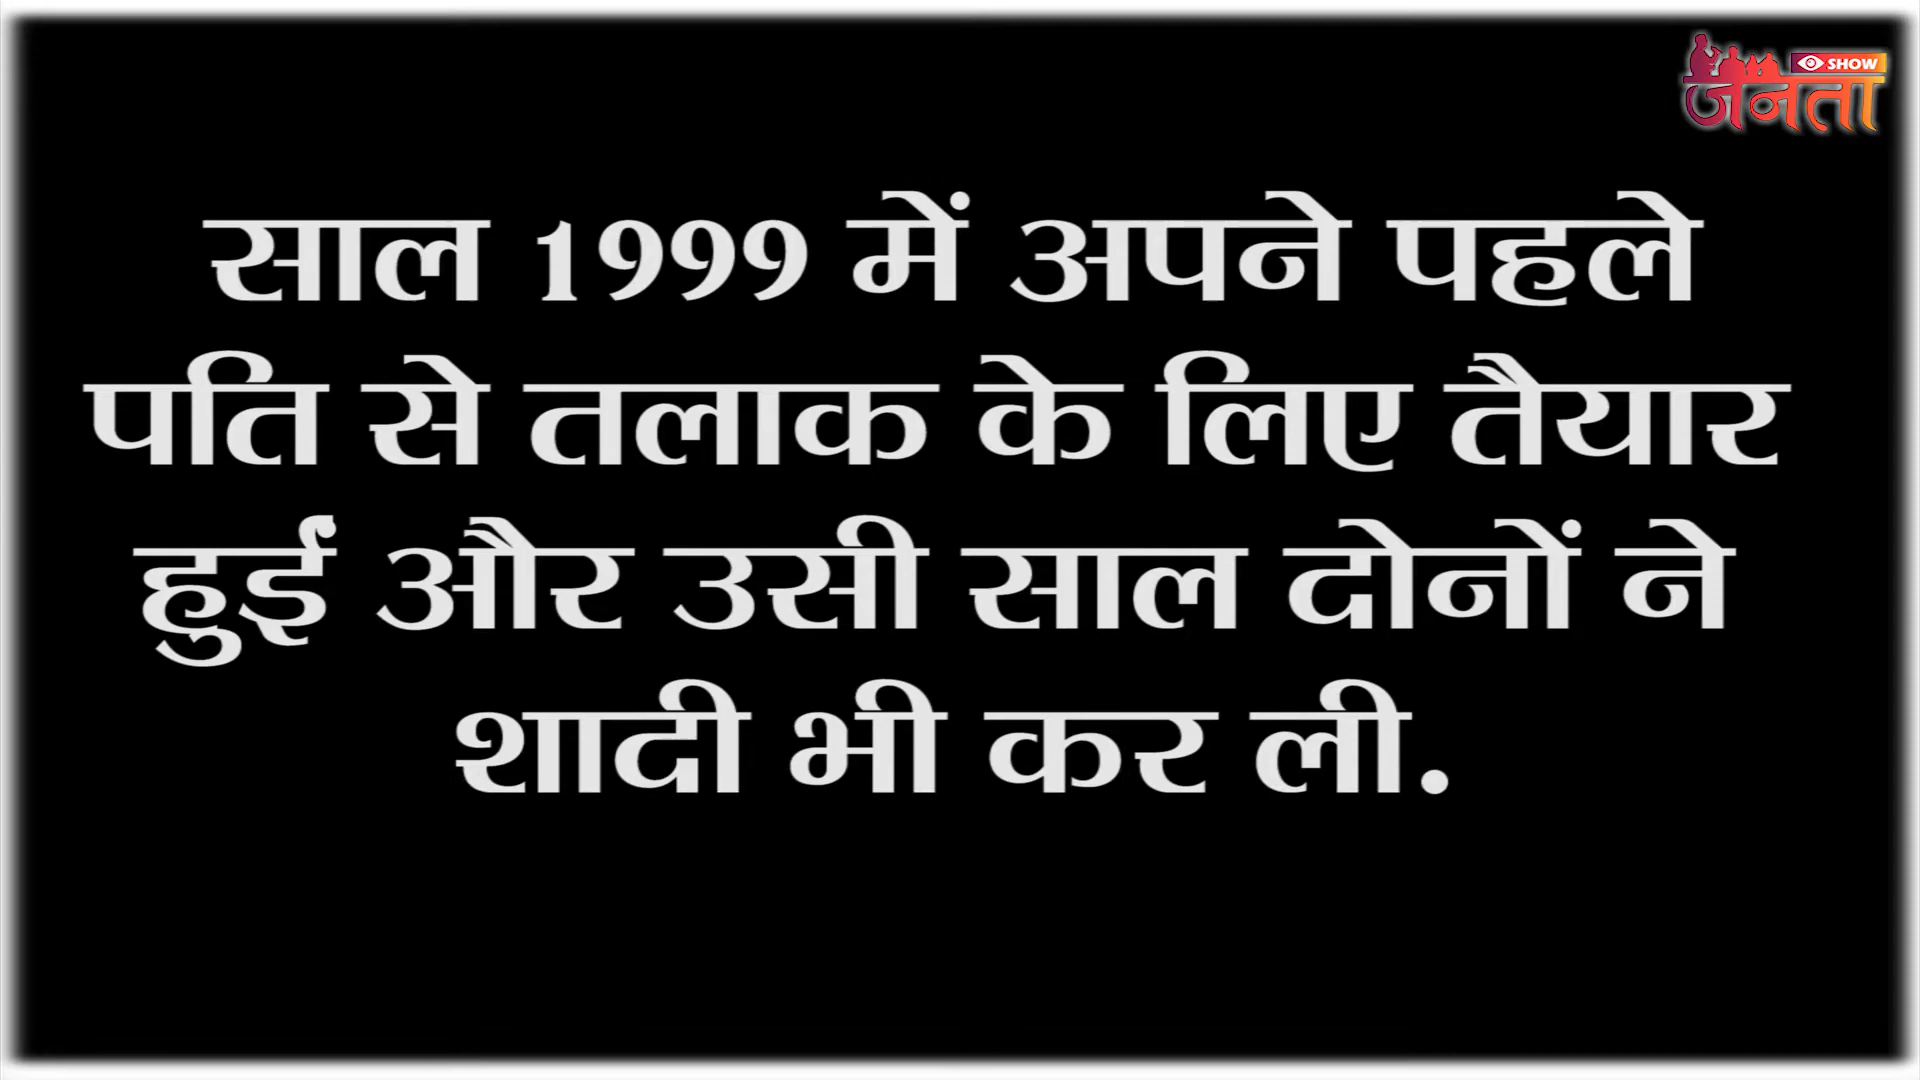 SHOW
जनता
साल 1999 में अपने पहले
पति से तलाक के लिए तैयार
हुईं और उसी साल दोनों ने
शादी भी कर ली.